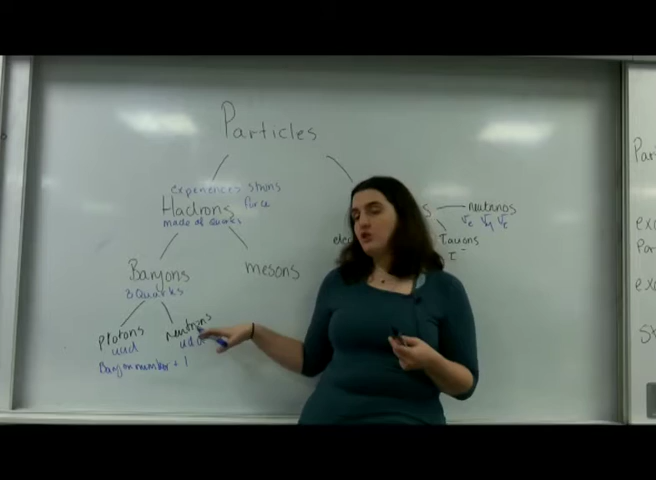 Particles
experiences strong
force
Hadrons
made of quarks
neutrinos
Tauons
Baryons
3 Quarks
mesons
protons
uud
neutrons
udd
Baryon number + 1